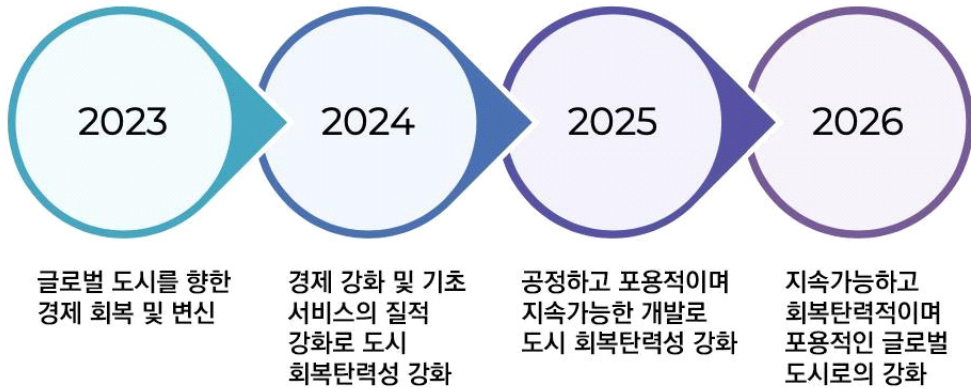 2023
2024
2025
2026
글로벌 도시를 향한
경제 회복 및 변신
경제 강화 및 기초
서비스의 질적
강화로 도시
회복탄력성 강화
공정하고 포용적이며
지속가능한 개발로
도시 회복탄력성 강화
지속가능하고
회복탄력적이며
포용적인 글로벌
도시로의 강화